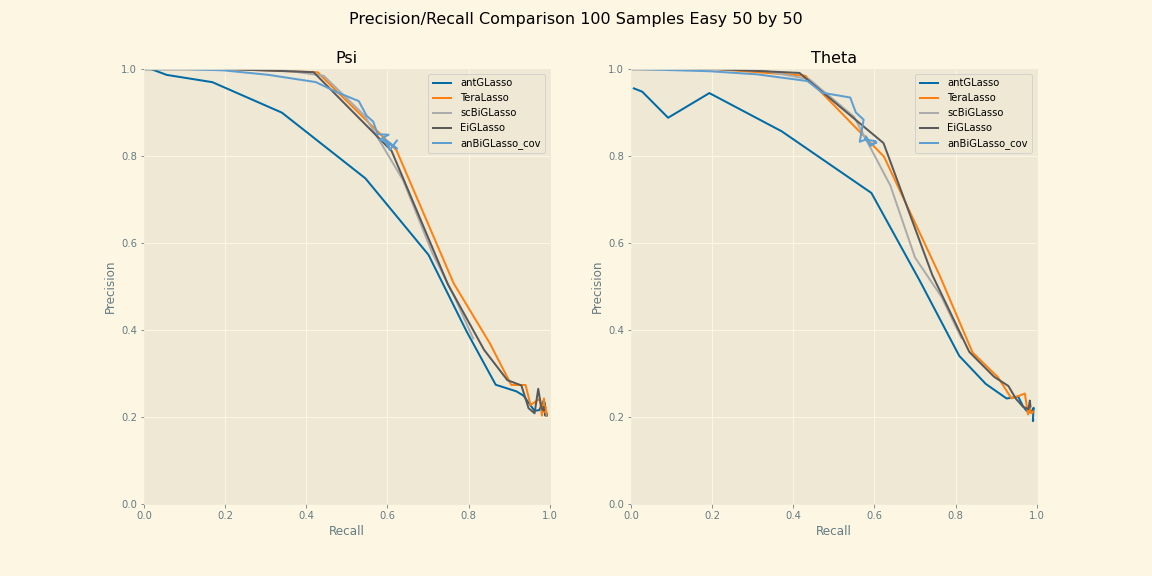 Precision/Recall Comparison 100 Samples Easy 50 by 50
Psi
1.0
0.8
0.6
0.4
0.2
0.0
Precision
0.0 0.2 0.4 0.6 0.8 1.0
Recall
antGLasso
TeraLasso
scBiGLasso
EiGLasso
anBiGLasso_cov
Theta
1.0
0.8
0.6
0.4
0.2
0.0
Precision
0.0 0.2 0.4 0.6 0.8 1.0
Recall
antGLasso
TeraLasso
scBiGLasso
EiGLasso
anBiGLasso_cov